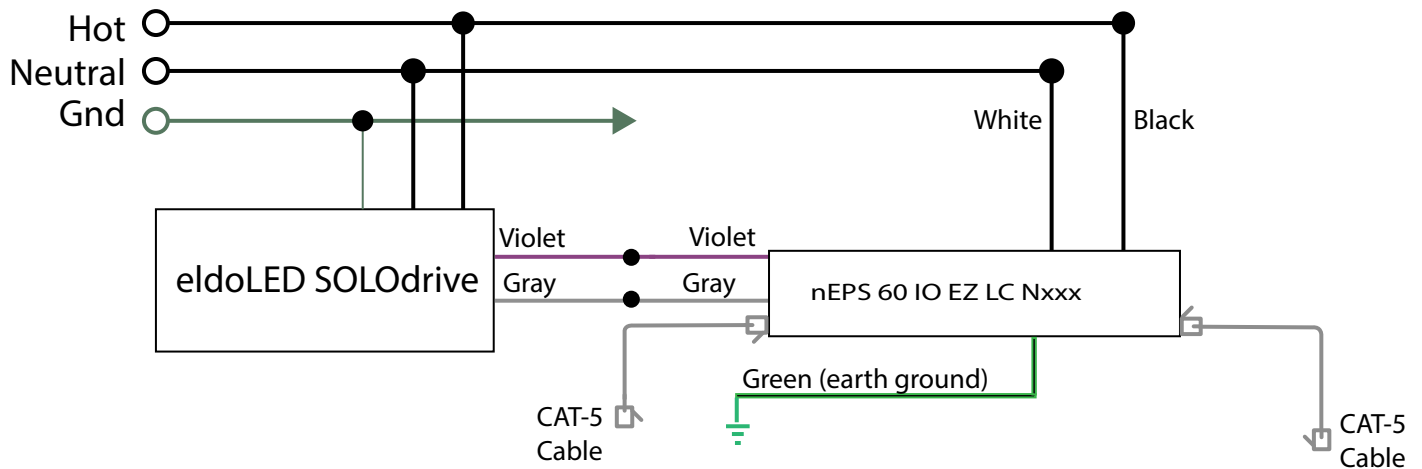 Hot
Neutral
Gnd
White
Black
Violet
Violet
eldoLED SOLOdrive
Gray
Gray
nEPS 60 IO EZ LC Nxxx
Green (earth ground)
CAT-5
Cable
CAT-5
Cable